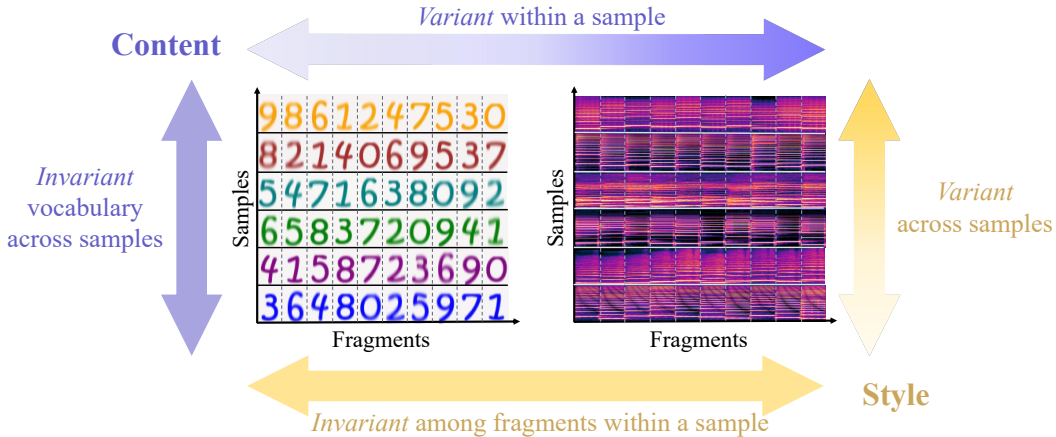 Variant within a sample
Content
9861247530
8214069537
5471638092
6583720941
4158723690
3648025971
Samples
Fragments
Samples
Fragments
Invariant
vocabulary
across samples
Variant
across samples
Style
Invariant among fragments within a sample